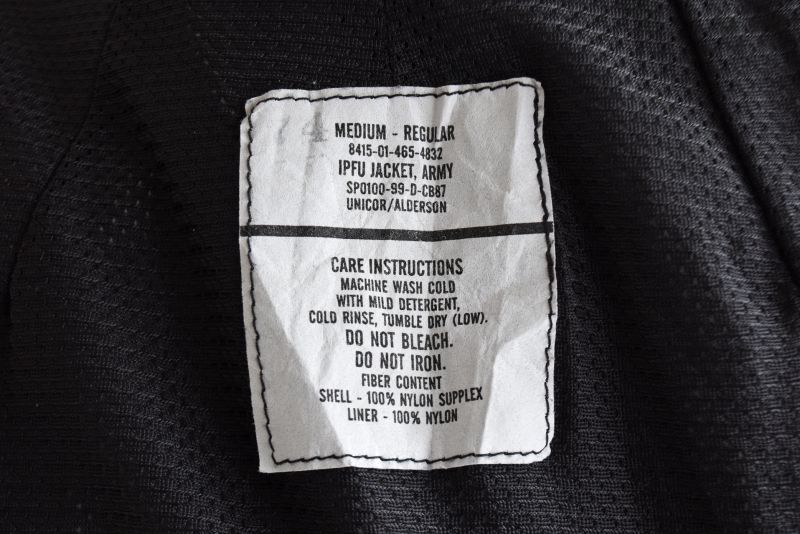 74
MEDIUM - REGULAR
8415-01-465-4832
IPFU JACKET, ARMY
SPO100-99-D-CB87
UNICOR/ALDERSON
CARE INSTRUCTIONS
MACHINE WASH COLD
WITH MILD DETERGENT,
COLD RINSE, TUMBLE DRY (LOW).
DO NOT BLEACH.
DO NOT IRON.
FIBER CONTENT
SHELL - 100% NYLON SUPPLEX
LINER - 100% NYLON